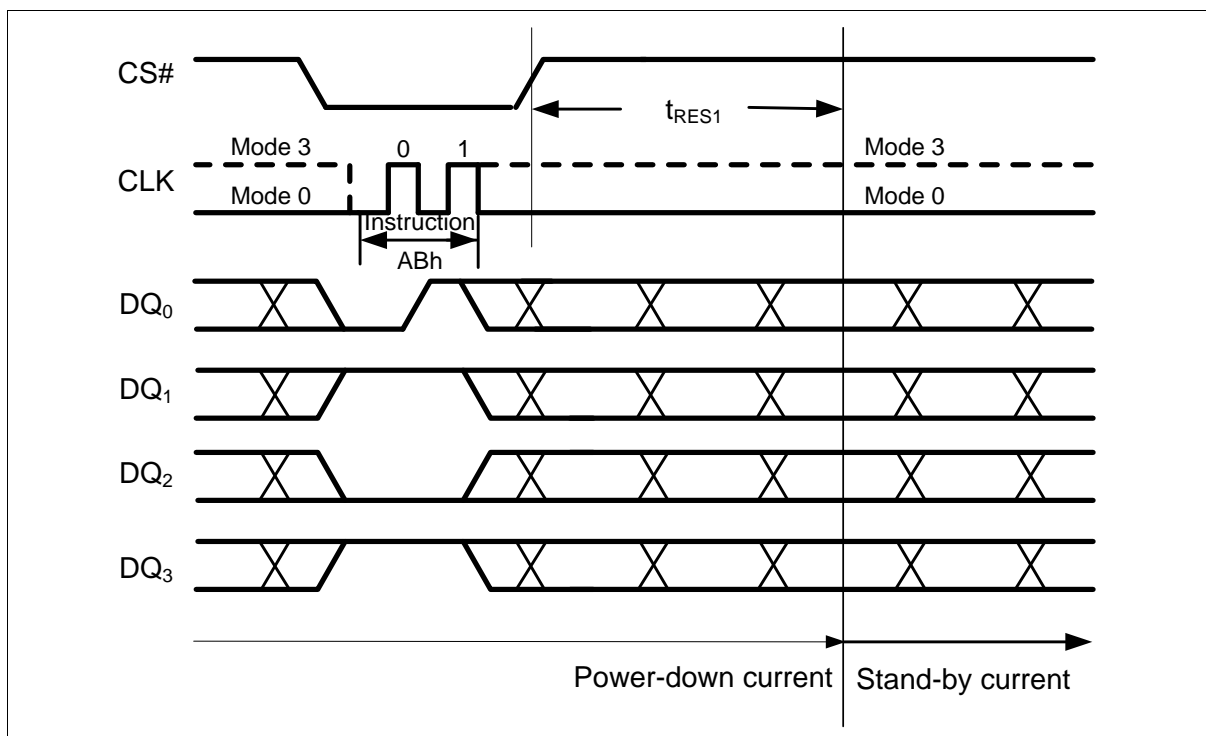 CS#
tRES1
Mode 3 0 1 Mode 3
CLK
Mode 0 Mode 0
Instruction
ABh
DQ0
DQ1
DQ2
DQ3
Power-down current Stand-by current